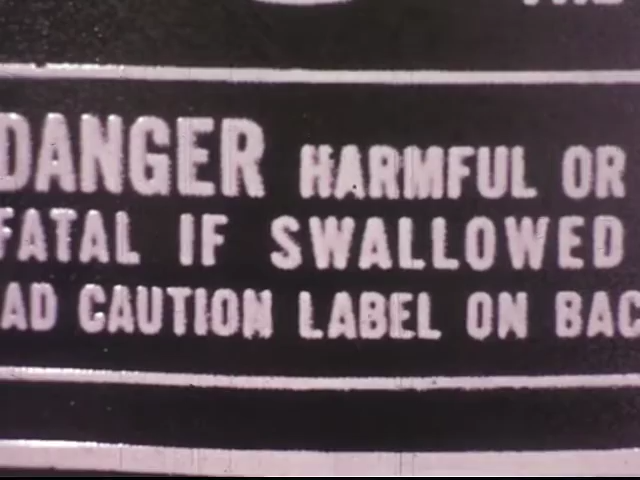 DANGER HARMFUL OR
FATAL IF SWALLOWED
AD CAUTION LABEL ON BAC